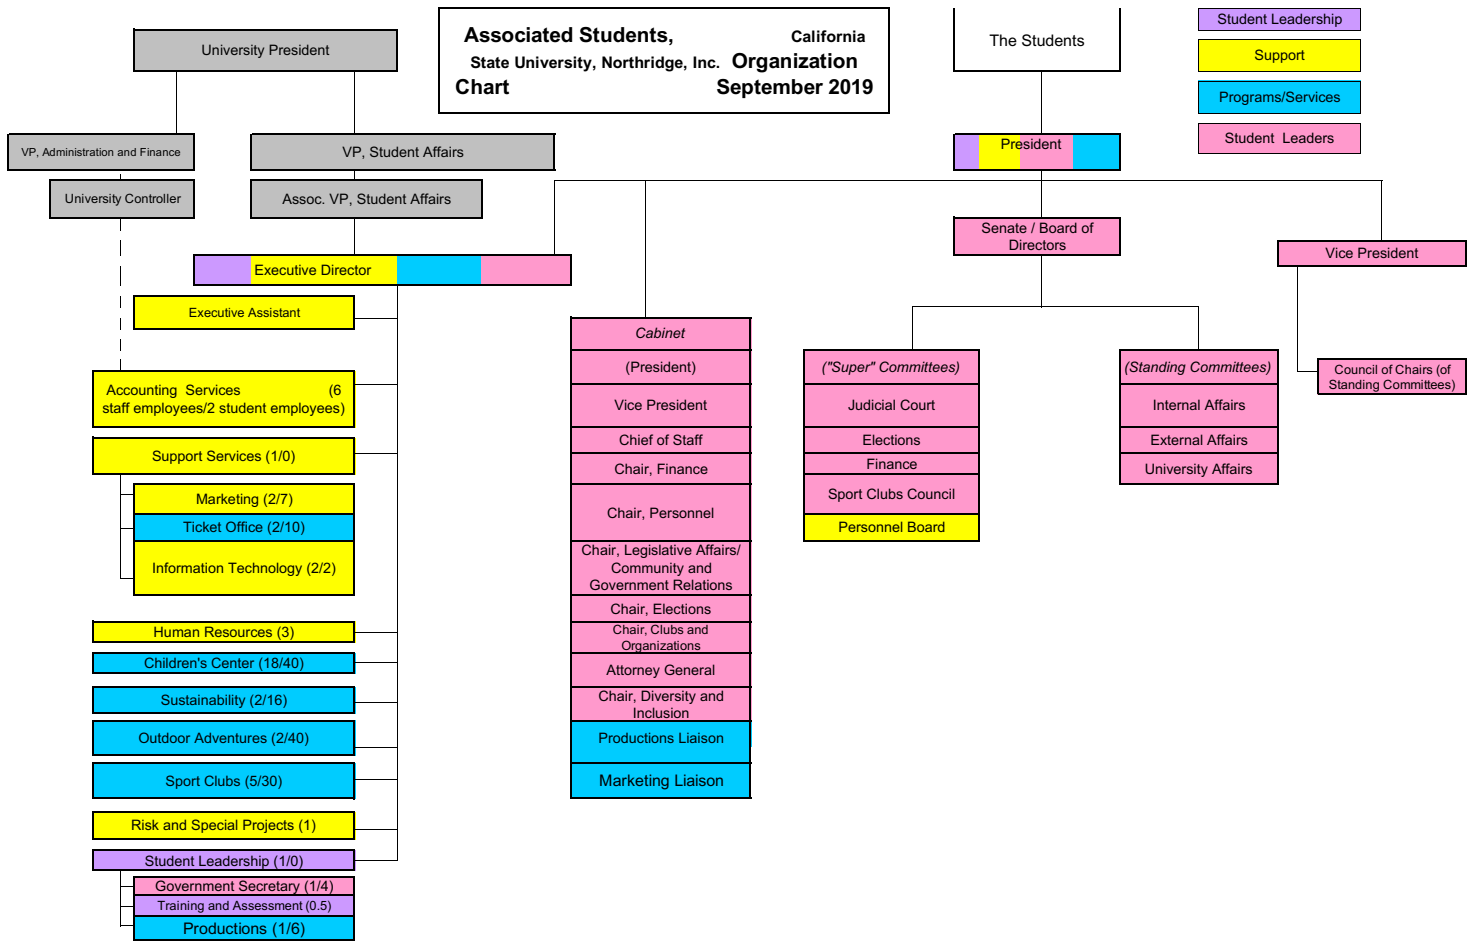 Associated Students, California
State University, Northridge, Inc. Organization
Chart September 2019
The Students
Student Leadership
Support
Programs/Services
Student Leaders
University President
VP, Administration and Finance
VP, Student Affairs
President
University Controller
Assoc. VP, Student Affairs
Senate / Board of
Directors
Vice President
Executive Director
Executive Assistant
Accounting Services (6
staff employees/2 student employees)
Support Services (1/0)
Marketing (2/7)
Ticket Office (2/10)
Information Technology (2/2)
Human Resources (3)
Children's Center (18/40)
Sustainability (2/16)
Outdoor Adventures (2/40)
Sport Clubs (5/30)
Risk and Special Projects (1)
Student Leadership (1/0)
Government Secretary (1/4)
Training and Assessment (0.5)
Productions (1/6)
Cabinet
(President)
Vice President
Chief of Staff
Chair, Finance
Chair, Personnel
Chair, Legislative Affairs/
Community and
Government Relations
Chair, Elections
Chair, Clubs and
Organizations
Attorney General
Chair, Diversity and
Inclusion
Productions Liaison
Marketing Liaison
("Super" Committees)
Judicial Court
Elections
Finance
Sport Clubs Council
Personnel Board
(Standing Committees)
Internal Affairs
External Affairs
University Affairs
Council of Chairs (of
Standing Committees)